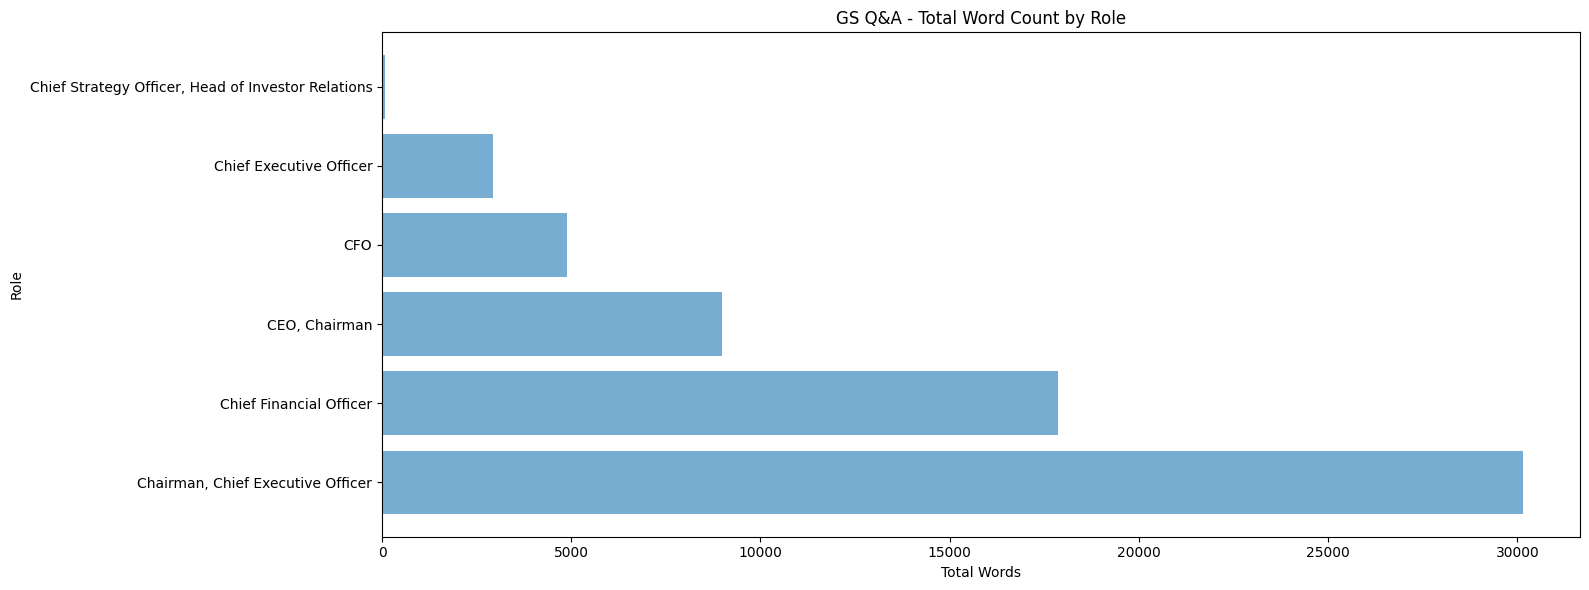 GS Q&A - Total Word Count by Role
Chief Strategy Officer, Head of Investor Relations
Chief Executive Officer
CFO
CEO, Chairman
Chief Financial Officer
Chairman, Chief Executive Officer
Role
0 5000 10000 15000 20000 25000 30000
Total Words